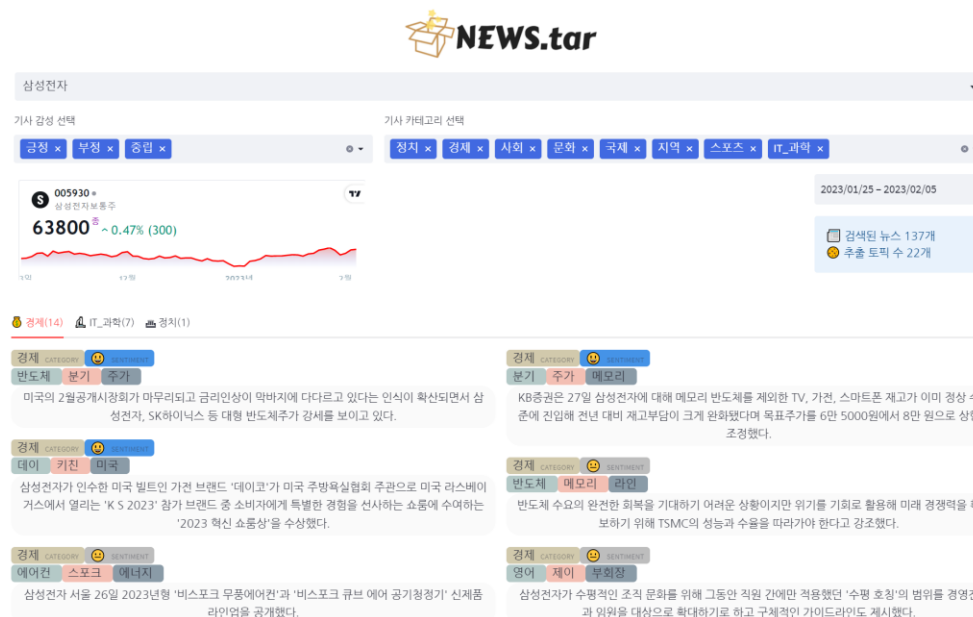 NEWS.tar
삼성전자
기사 감성 선택
기사 카테고리 선택
긍정 × 부정 × 중립 ×
정치 × 경제 × 사회 × 문화 × 국제 × 지역 × 스포츠 × IT_과학 ×
005930
삼성전자보통주
63800 종 0.47% (300)
2023년
2023/01/25 – 2023/02/05
검색된 뉴스 137개
추출 토픽 수 22개
경제(14) IT_과학(7) 정치(1)
경제 CATEGORY SENTIMENT
반도체 분기 주가
미국의 2월공개시장회가 마무리되고 금리인상이 막바지에 다다르고 있다는 인식이 확산되면서 삼
성전자, SK하이닉스 등 대형 반도체주가 강세를 보이고 있다.
경제 CATEGORY SENTIMENT
데이 키친 미국
삼성전자가 인수한 미국 빌트인 가전 브랜드 '데이코'가 미국 주방욕실협회 주관으로 미국 라스베이
거스에서 열리는 'K S 2023' 참가 브랜드 중 소비자에게 특별한 경험을 선사하는 쇼룸에 수여하는
'2023 혁신 쇼룸상'을 수상했다.
경제 CATEGORY SENTIMENT
에어컨 스포크 에너지
삼성전자 서울 26일 2023년형 '비스포크 무풍에어컨'과 '비스포크 큐브 에어 공기청정기' 신제품
라인업을 공개했다.
경제 CATEGORY SENTIMENT
분기 주가 메모리
KB증권은 27일 삼성전자에 대해 메모리 반도체를 제외한 TV, 가전, 스마트폰 재고가 이미 정상
준에 진입해 전년 대비 재고부담이 크게 완화됐다며 목표주가를 6만 5000원에서 8만 원으로
조정했다.
경제 CATEGORY SENTIMENT
반도체 메모리 라인
반도체 수요의 완전한 회복을 기대하기 어려운 상황이지만 위기를 기회로 활용해 미래 경쟁력을
보하기 위해 TSMC의 성능과 수율을 따라가야 한다고 강조했다.
경제 CATEGORY SENTIMENT
영어 제이 부회장
삼성전자가 수평적인 조직 문화를 위해 그동안 직원 간에만 적용했던 '수평 호칭'의 범위를
과 임원을 대상으로 확대하기로 하고 구체적인 가이드라인도 제시했다.